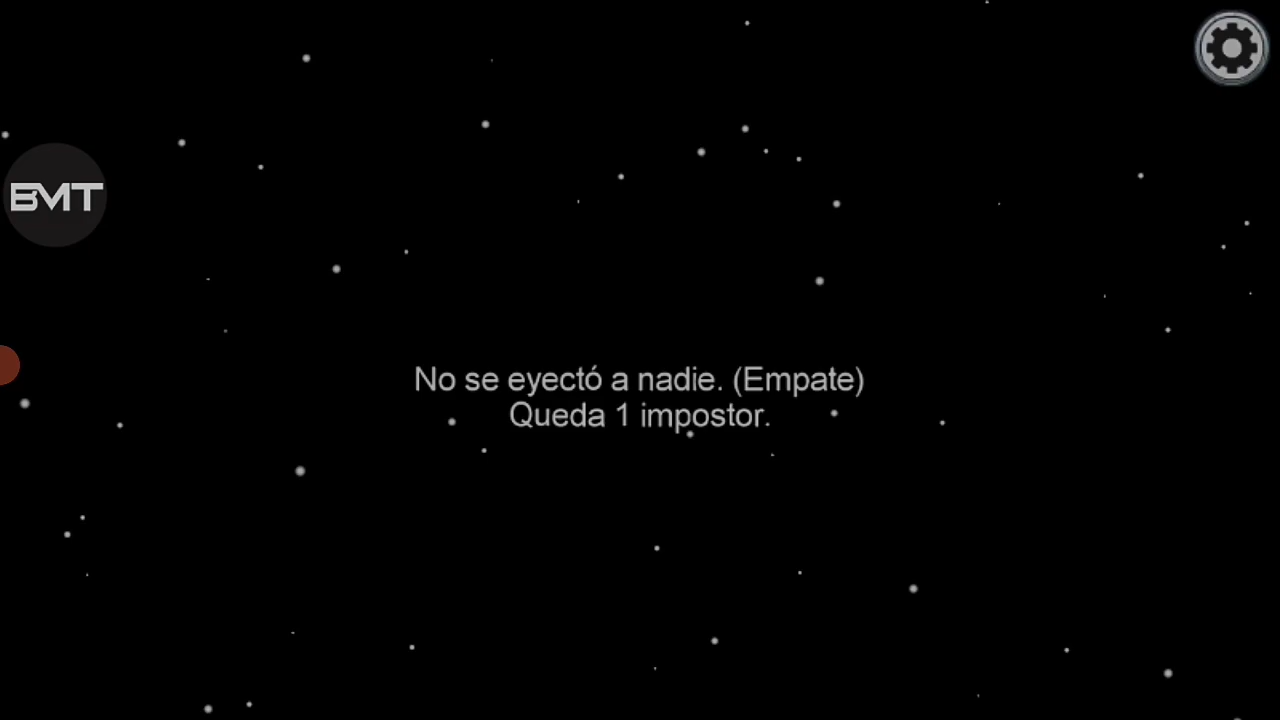 BMT
No se eyectó a nadie. (Empate)
Queda 1 impostor.